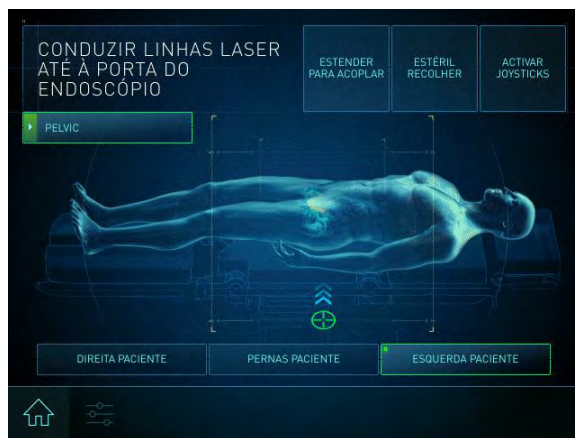 CONDUZIR LINHAS LASER
ATÉ À PORTA DO
ENDOSCÓPIO
ESTENDER
PARA ACOPLAR
ESTÉRIL
RECOLHER
ACTIVAR
JOYSTICKS
PELVIC
DIREITA PACIENTE
PERNAS PACIENTE
ESQUERDA PACIENTE